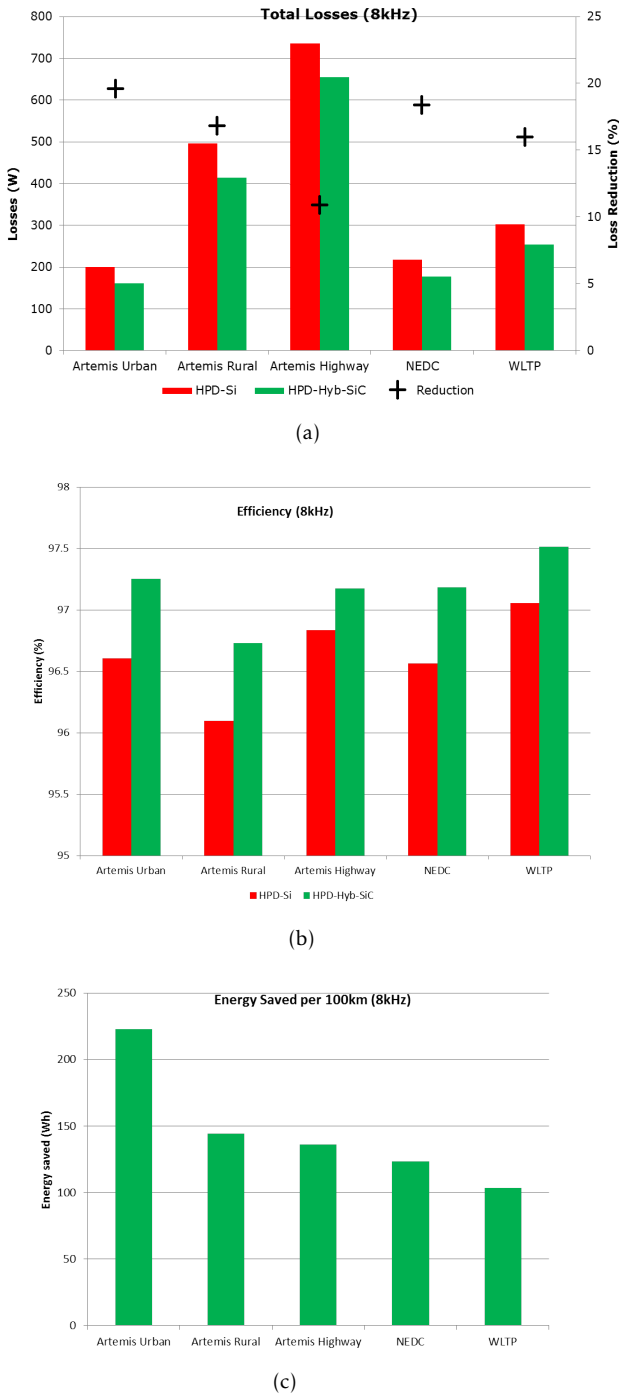 Total Losses (8kHz)
800
700
600
500
400
300
200
100
0
25
20
15
10
5
0
Losses (W)
Loss Reduction (%)
Artemis Urban Artemis Rural Artemis Highway NEDC WLTP
HPD-Si HPD-Hyb-SiC Reduction
(a)
Efficiency (8kHz)
98
97.5
97
96.5
96
95.5
95
Efficiency (%)
Artemis Urban Artemis Rural Artemis Highway NEDC WLTP
HPD-Si HPD-Hyb-SiC
(b)
Energy Saved per 100km (8kHz)
250
200
150
100
50
0
Energy saved (Wh)
Artemis Urban Artemis Rural Artemis Highway NEDC WLTP
(c)